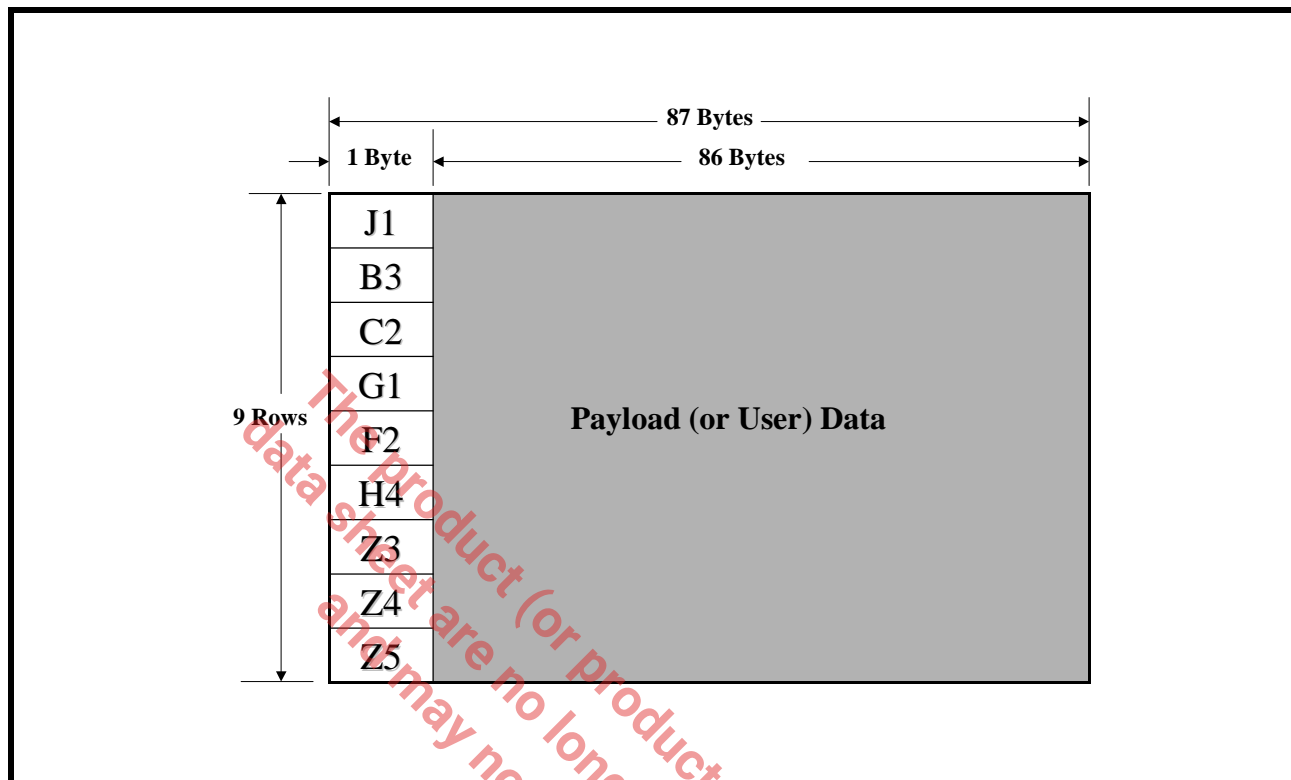 87 Bytes
1 Byte
86 Bytes
J1
B3
C2
G1
F2
H4
Z3
Z4
Z5
9 Rows
Payload (or User) Data
The product (or product
data sheet are no long
and may no